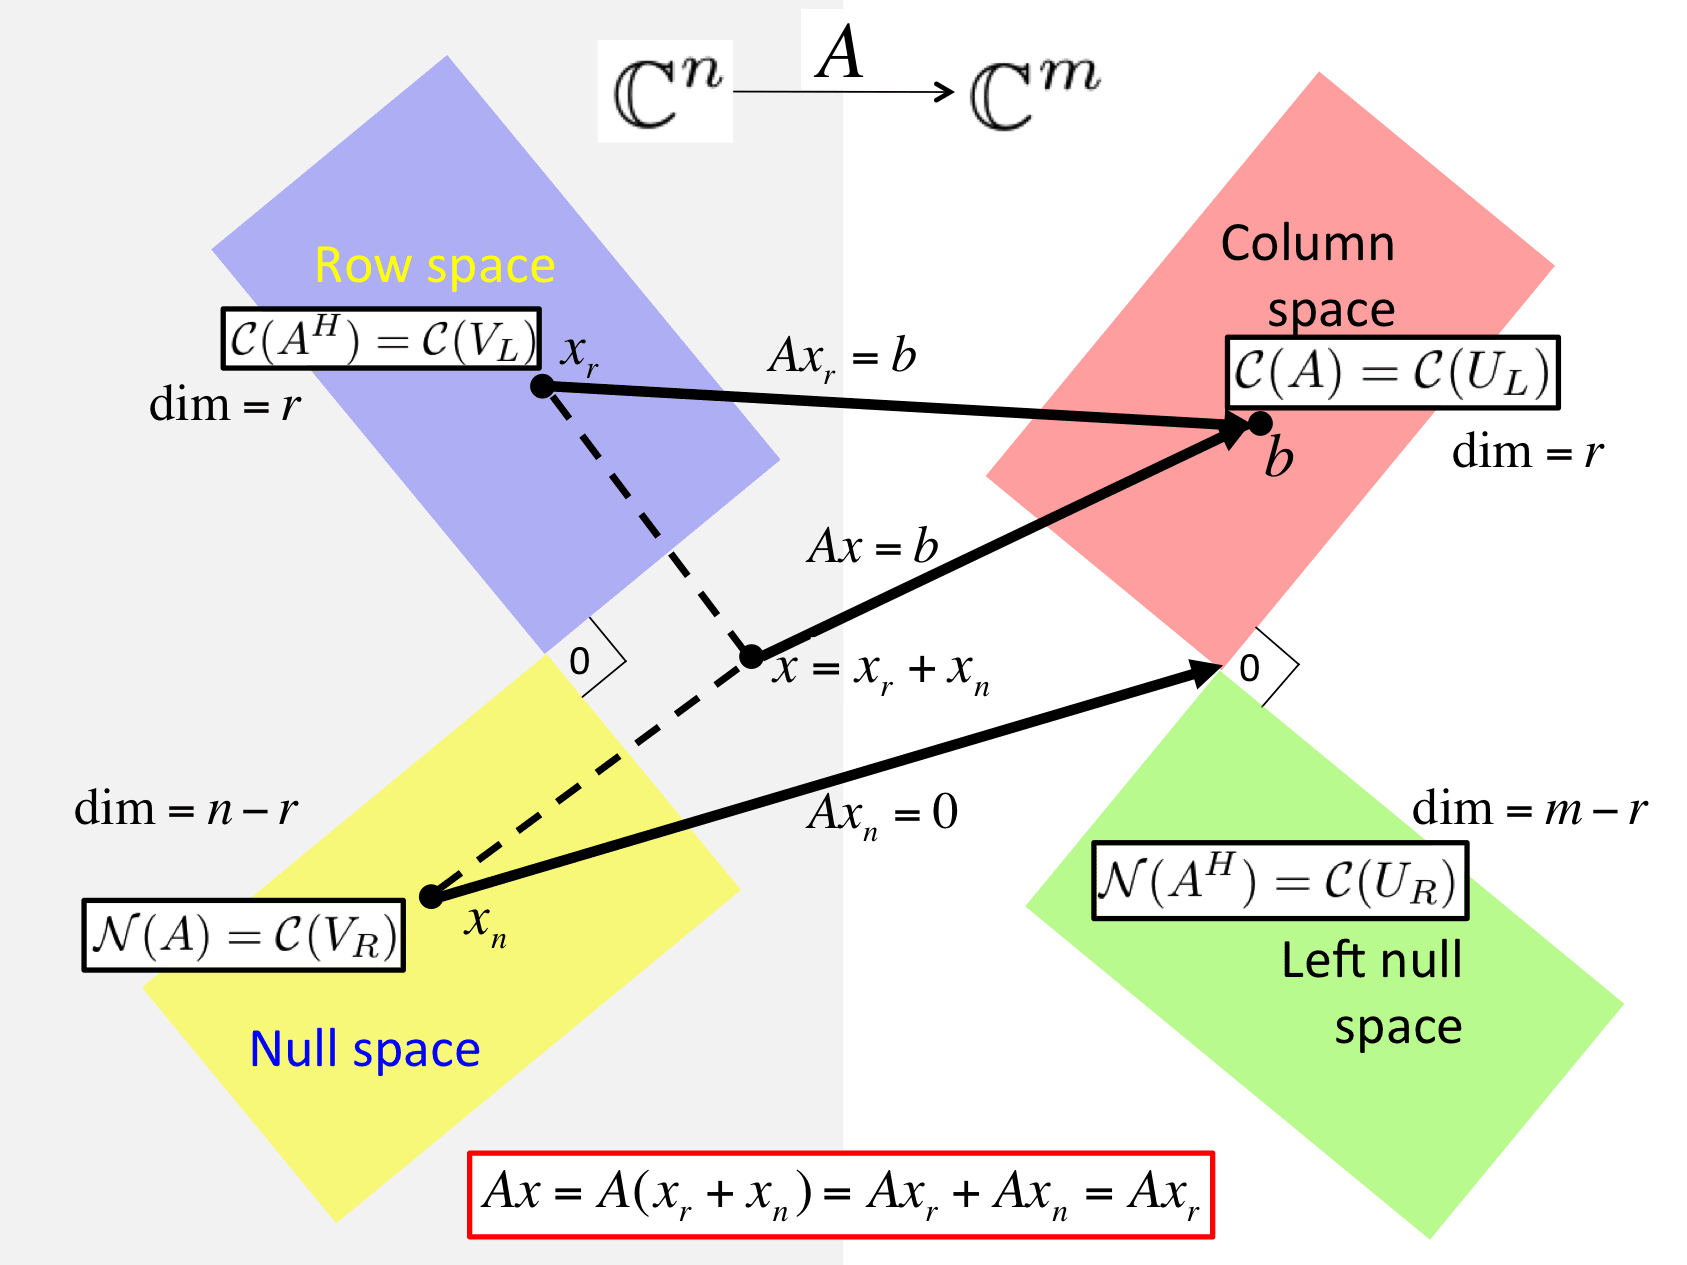 ℂⁿ A ℂᵐ
Row space
𝒞(Aᴴ) = 𝒞(V_L)
x_r
dim = r
Ax_r = b
Column
space
𝒞(A) = 𝒞(U_L)
b
dim = r
Ax = b
0
x = x_r + x_n
0
dim = n − r
Ax_n = 0
dim = m − r
𝒩(A) = 𝒞(V_R)
x_n
𝒩(Aᴴ) = 𝒞(U_R)
Left null
space
Null space
Ax = A(x_r + x_n) = Ax_r + Ax_n = Ax_r